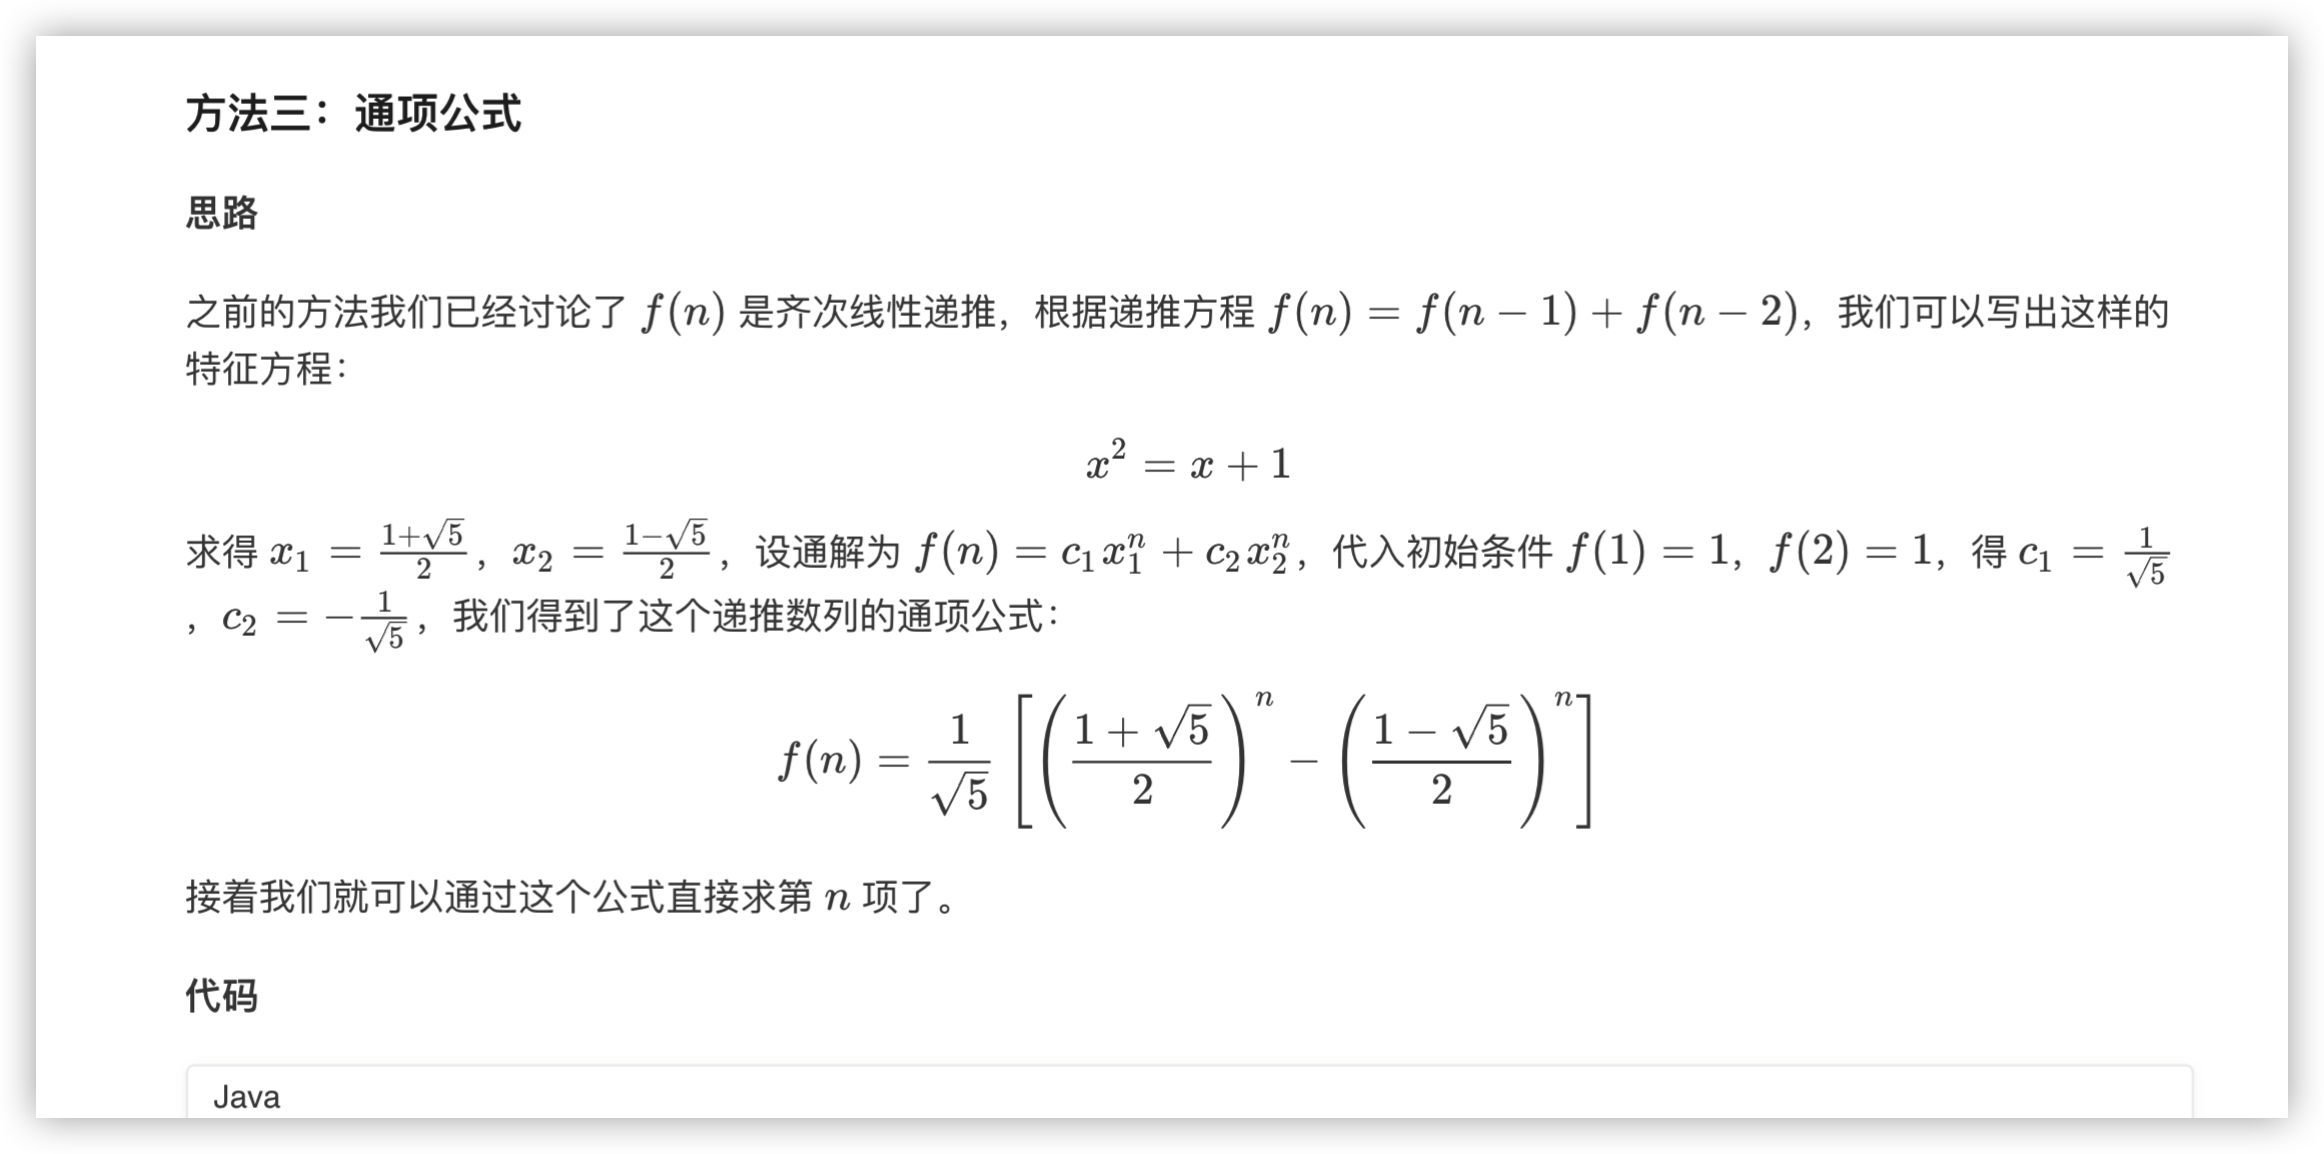 方法三：通项公式
思路
之前的方法我们已经讨论了 $f(n)$ 是齐次线性递推，根据递推方程 $f(n) = f(n-1) + f(n-2)$，我们可以写出这样的
特征方程：
$x^2 = x + 1$
求得 $x_1 = \frac{1+\sqrt{5}}{2}$，$x_2 = \frac{1-\sqrt{5}}{2}$，设通解为 $f(n) = c_1 x_1^n + c_2 x_2^n$，代入初始条件 $f(1) = 1$，$f(2) = 1$，得 $c_1 = \frac{1}{\sqrt{5}}$
，$c_2 = -\frac{1}{\sqrt{5}}$，我们得到了这个递推数列的通项公式：
$f(n) = \frac{1}{\sqrt{5}} \left[ \left( \frac{1+\sqrt{5}}{2} \right)^n - \left( \frac{1-\sqrt{5}}{2} \right)^n \right]$
接着我们就可以通过这个公式直接求第 $n$ 项了。
代码
Java